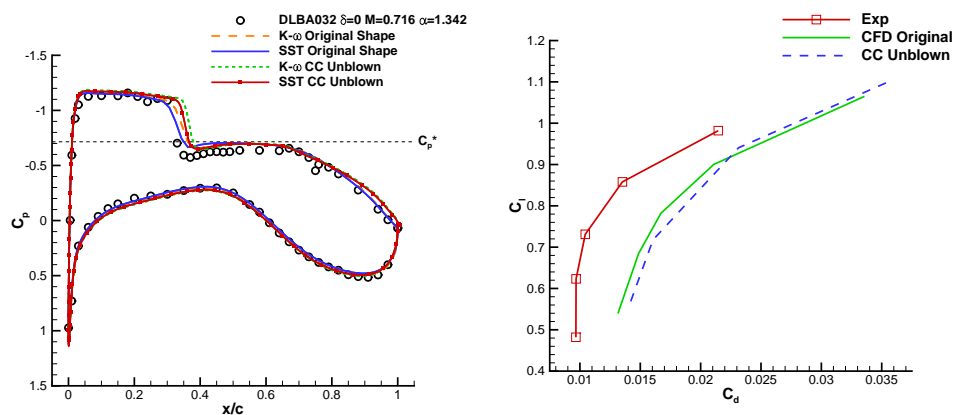 DLBA032 δ=0 M=0.716 α=1.342
K-ω Original Shape
SST Original Shape
K-ω CC Unblown
SST CC Unblown
-1.5
-1
-0.5
0
0.5
1
1.5
Cp
Cp*
0 0.2 0.4 0.6 0.8 1
x/c
Exp
CFD Original
CC Unblown
1.2
1.1
1
0.9
0.8
0.7
0.6
0.5
0.4
0.01 0.015 0.02 0.025 0.03 0.035
Cd